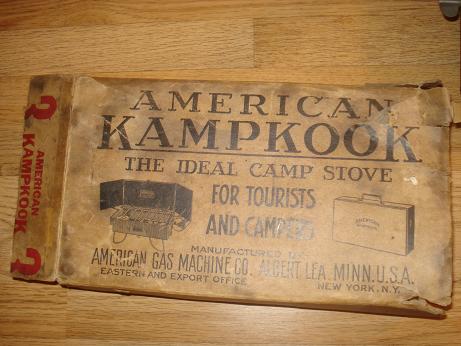 AMERICAN
KAMPKOOK
THE IDEAL CAMP STOVE
FOR TOURISTS
AND CAMPERS
AMERICAN
MANUFACTURED BY
AMERICAN GAS MACHINE CO. ALBERT LEA, MINN. U.S.A.
EASTERN AND EXPORT OFFICE NEW YORK, N.Y.
AMERICAN
KAMPKOOK